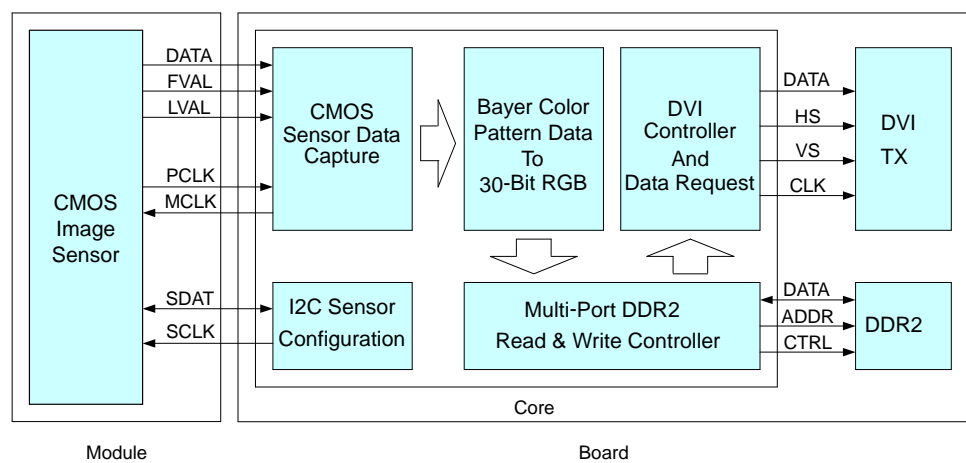 CMOS
Image
Sensor
DATA
FVAL
LVAL
PCLK
MCLK
SDAT
SCLK
CMOS
Sensor Data
Capture
I2C Sensor
Configuration
Bayer Color
Pattern Data
To
30-Bit RGB
DVI
Controller
And
Data Request
Multi-Port DDR2
Read & Write Controller
DATA
HS
VS
CLK
DVI
TX
DATA
ADDR
CTRL
DDR2
Core
Module
Board